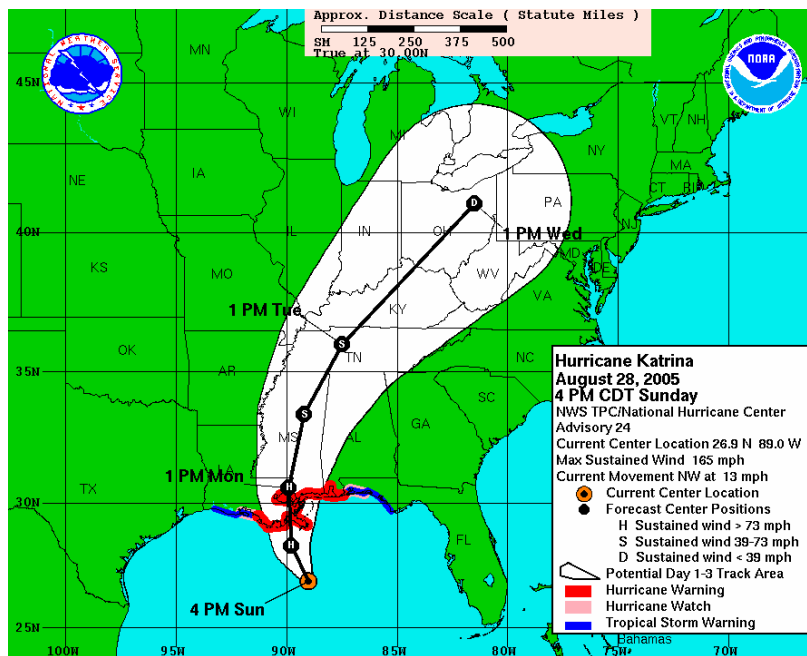 Approx. Distance Scale ( Statute Miles )
SM 125 250 375 500
True at 30.00N
NATIONAL WEATHER SERVICE
NOAA
45N
40N
35N
30N
25N
100W
95W
90W
85W
80W
75W
70W
MN
WI
MI
NY
VT
NH
MA
CT
RI
NE
IA
IL
IN
OH
PA
NJ
MD
DE
KS
MO
KY
WV
VA
OK
AR
TN
NC
SC
TX
LA
MS
AL
GA
FL
Bahamas
1 PM Wed
1 PM Tue
1 PM Mon
4 PM Sun
D
S
S
H
H
Hurricane Katrina
August 28, 2005
4 PM CDT Sunday
NWS TPC/National Hurricane Center
Advisory 24
Current Center Location 26.9 N 89.0 W
Max Sustained Wind 165 mph
Current Movement NW at 13 mph
Current Center Location
Forecast Center Positions
H Sustained wind > 73 mph
S Sustained wind 39-73 mph
D Sustained wind < 39 mph
Potential Day 1-3 Track Area
Hurricane Warning
Hurricane Watch
Tropical Storm Warning